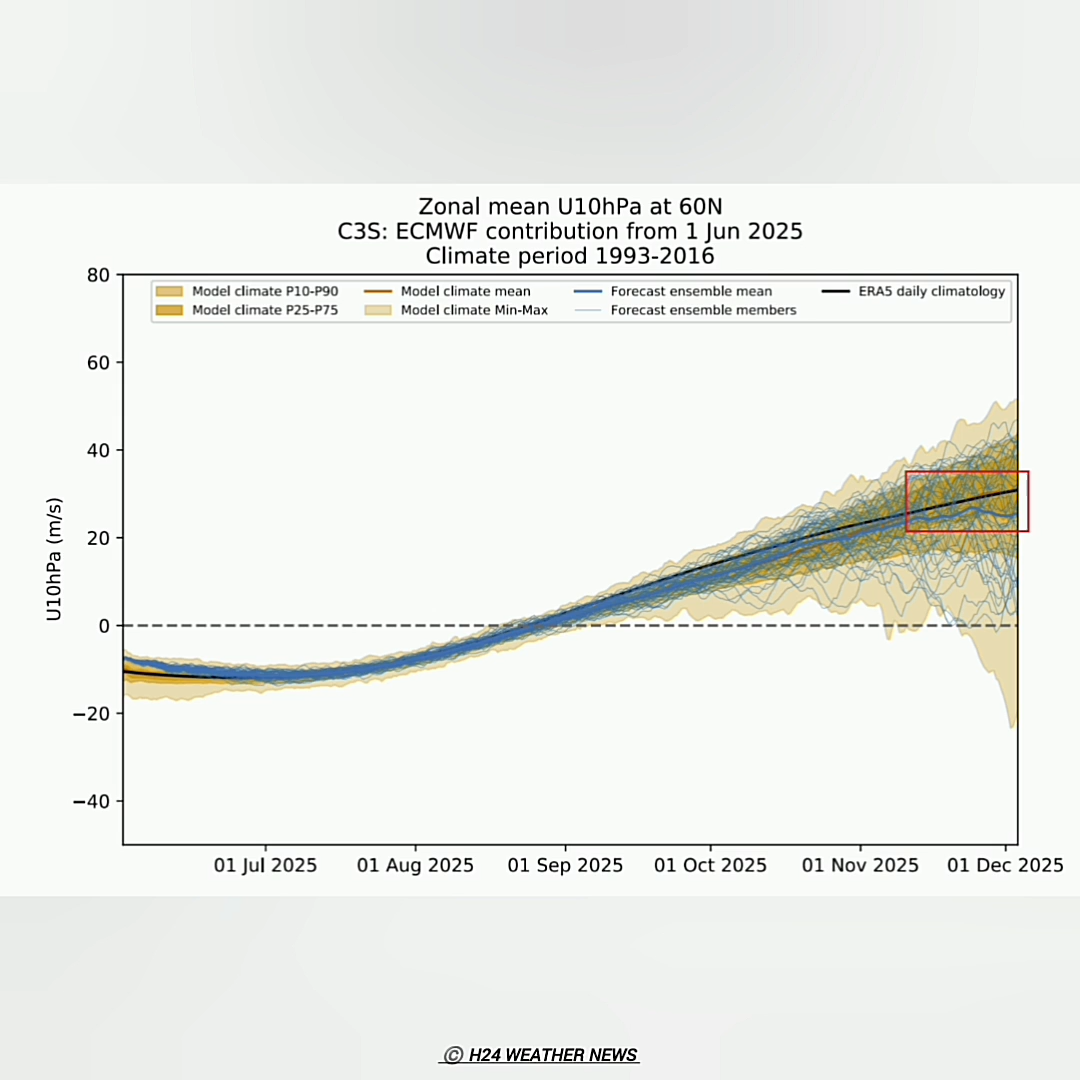 Zonal mean U10hPa at 60N
C3S: ECMWF contribution from 1 Jun 2025
Climate period 1993-2016
Model climate P10-P90
Model climate mean
Forecast ensemble mean
ERA5 daily climatology
Model climate P25-P75
Model climate Min-Max
Forecast ensemble members
U10hPa (m/s)
80
60
40
20
0
−20
−40
01 Jul 2025
01 Aug 2025
01 Sep 2025
01 Oct 2025
01 Nov 2025
01 Dec 2025
© H24 WEATHER NEWS